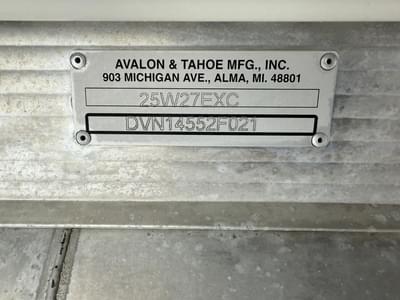 AVALON & TAHOE MFG., INC.
903 MICHIGAN AVE., ALMA, MI. 48801
25W27EXC
DVN14552F021